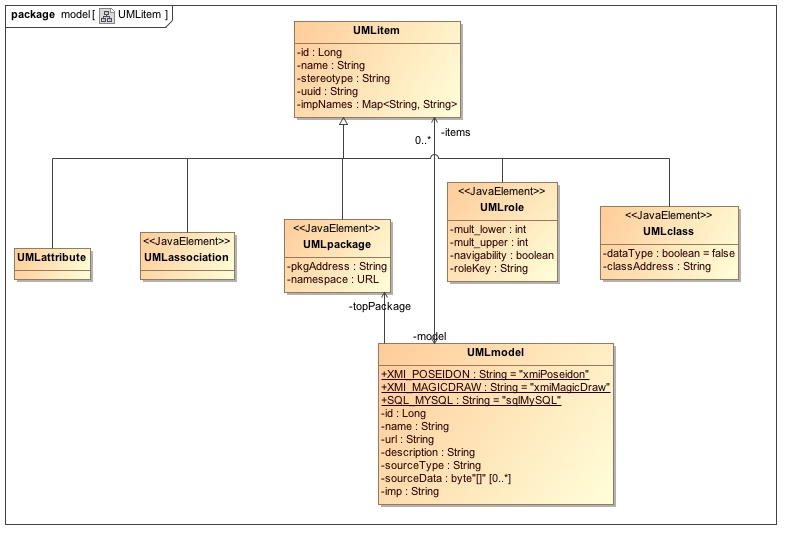 package model [ UMLitem ]
UMLitem
-id : Long
-name : String
-stereotype : String
-uuid : String
-impNames : Map<String, String>
-items
0..*
<<JavaElement>>
UMLrole
-mult_lower : int
-mult_upper : int
-navigability : boolean
-roleKey : String
<<JavaElement>>
UMLclass
-dataType : boolean = false
-classAddress : String
<<JavaElement>>
UMLpackage
-pkgAddress : String
-namespace : URL
<<JavaElement>>
UMLassociation
UMLattribute
-topPackage
-model
UMLmodel
+XMI_POSEIDON : String = "xmiPoseidon"
+XMI_MAGICDRAW : String = "xmiMagicDraw"
+SQL_MYSQL : String = "sqlMySQL"
-id : Long
-name : String
-url : String
-description : String
-sourceType : String
-sourceData : byte"[]" [0..*]
-imp : String